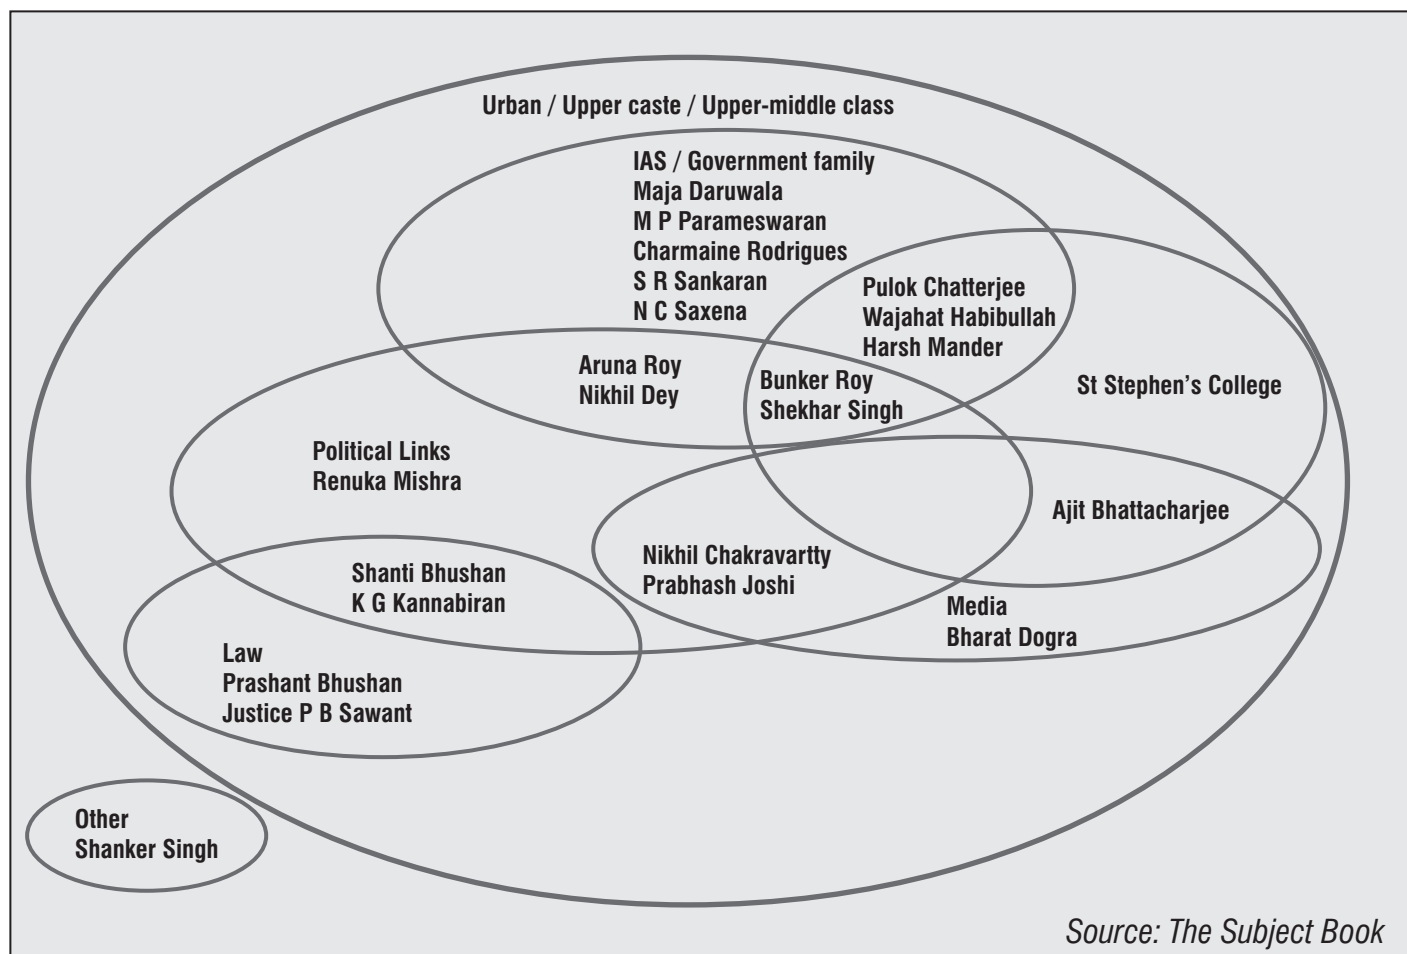 Urban / Upper caste / Upper-middle class
IAS / Government family
Maja Daruwala
M P Parameswaran
Charmaine Rodrigues
S R Sankaran
N C Saxena
Pulok Chatterjee
Wajahat Habibullah
Harsh Mander
Aruna Roy
Nikhil Dey
Bunker Roy
Shekhar Singh
St Stephen’s College
Political Links
Renuka Mishra
Ajit Bhattacharjee
Nikhil Chakravartty
Prabhash Joshi
Shanti Bhushan
K G Kannabiran
Media
Bharat Dogra
Law
Prashant Bhushan
Justice P B Sawant
Other
Shanker Singh
Source: The Subject Book